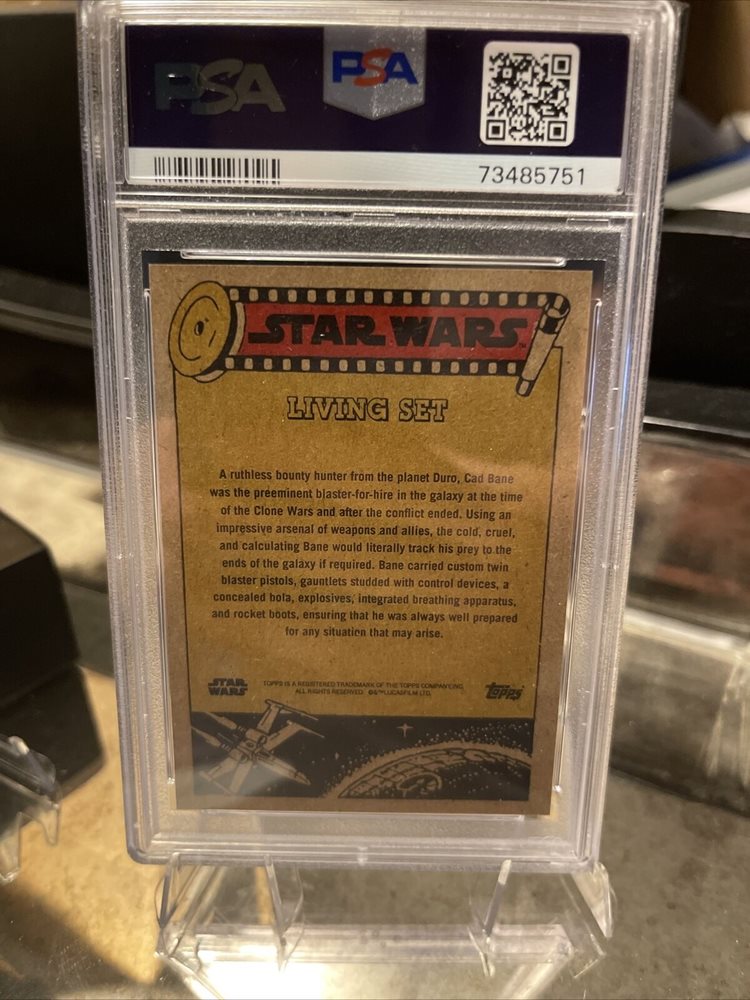 PSA
PSA
73485751
STAR WARS™
LIVING SET
A ruthless bounty hunter from the planet Duro, Cad Bane
was the preeminent blaster-for-hire in the galaxy at the time
of the Clone Wars and after the conflict ended. Using an
impressive arsenal of weapons and allies, the cold, cruel,
and calculating Bane would literally track his prey to the
ends of the galaxy if required. Bane carried custom twin
blaster pistols, gauntlets studded with control devices, a
concealed bola, explosives, integrated breathing apparatus,
and rocket boots, ensuring that he was always well prepared
for any situation that may arise.
STAR
WARS
TOPPS IS A REGISTERED TRADEMARK OF THE TOPPS COMPANY, INC.
ALL RIGHTS RESERVED. ©&™ LUCASFILM LTD.
Topps